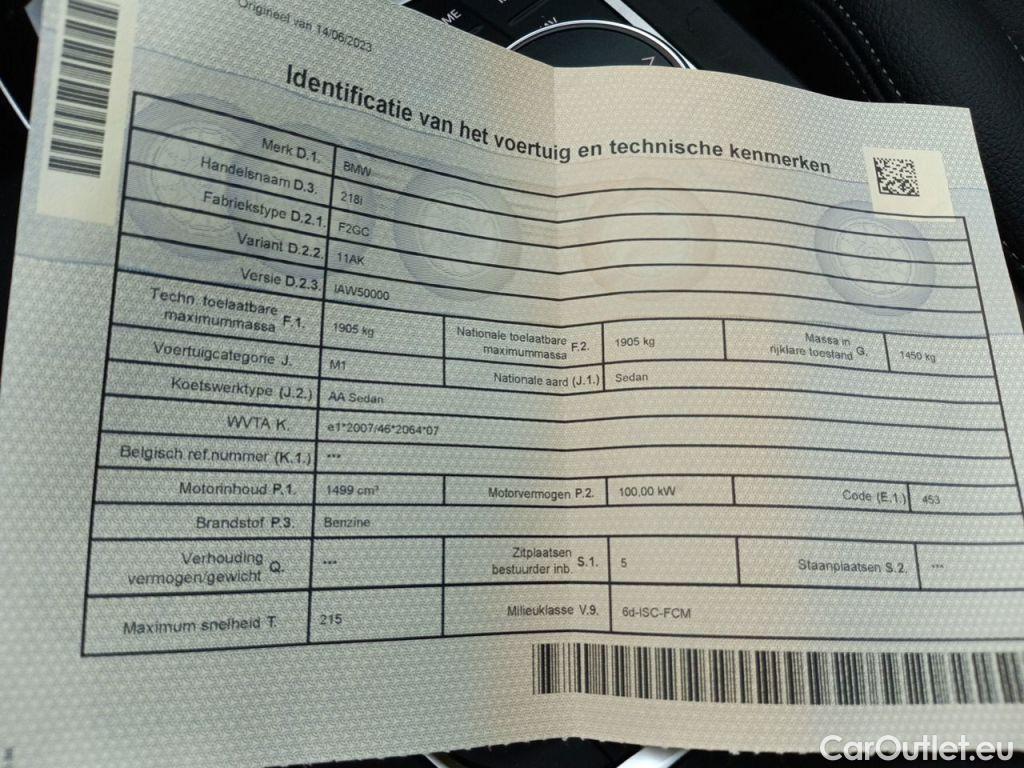 Origineel van 14/06/2023
Identificatie van het voertuig en technische kenmerken
Merk D.1. BMW
Handelsnaam D.3. 218i
Fabriekstype D.2.1. F2GC
Variant D.2.2. 11AK
Versie D.2.3. IAW50000
Techn. toelaatbare
maximummassa F.1. 1905 kg
Nationale toelaatbare
maximummassa F.2. 1905 kg
Massa in
rijklare toestand G. 1450 kg
Voertuigcategorie J. M1
Nationale aard (J.1.) Sedan
Koetswerktype (J.2.) AA Sedan
WVTA K. e1*2007/46*2064*07
Belgisch ref.nummer (K.1.) ***
Motorinhoud P.1. 1499 cm³ Motorvermogen P.2. 100,00 kW Code (E.1.) 453
Brandstof P.3. Benzine
Verhouding
vermogen/gewicht Q. ***
Zitplaatsen
bestuurder inb. S.1. 5
Staanplaatsen S.2. ***
Maximum snelheid T. 215 Milieuklasse V.9. 6d-ISC-FCM
CarOutlet.eu